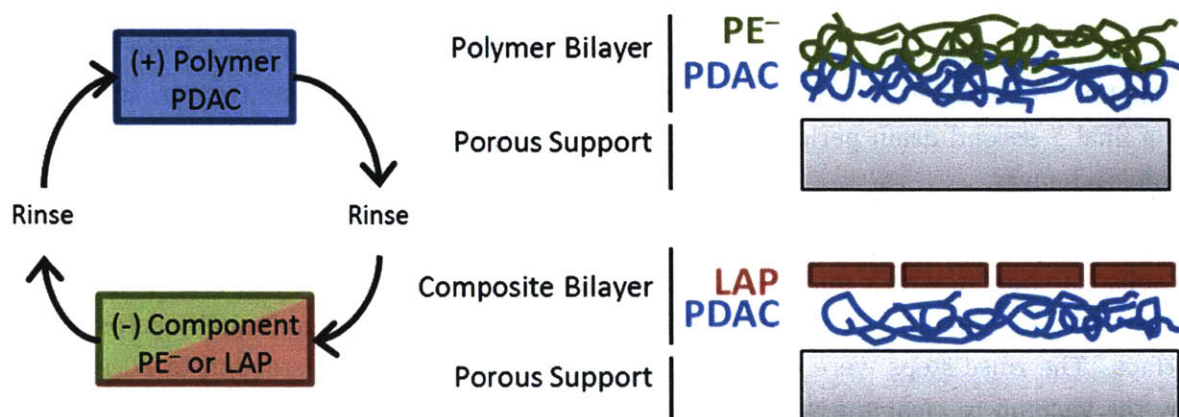 (+) Polymer
PDAC
Rinse
Rinse
(-) Component
PE⁻ or LAP
Polymer Bilayer
PE⁻
PDAC
Porous Support
Composite Bilayer
LAP
PDAC
Porous Support